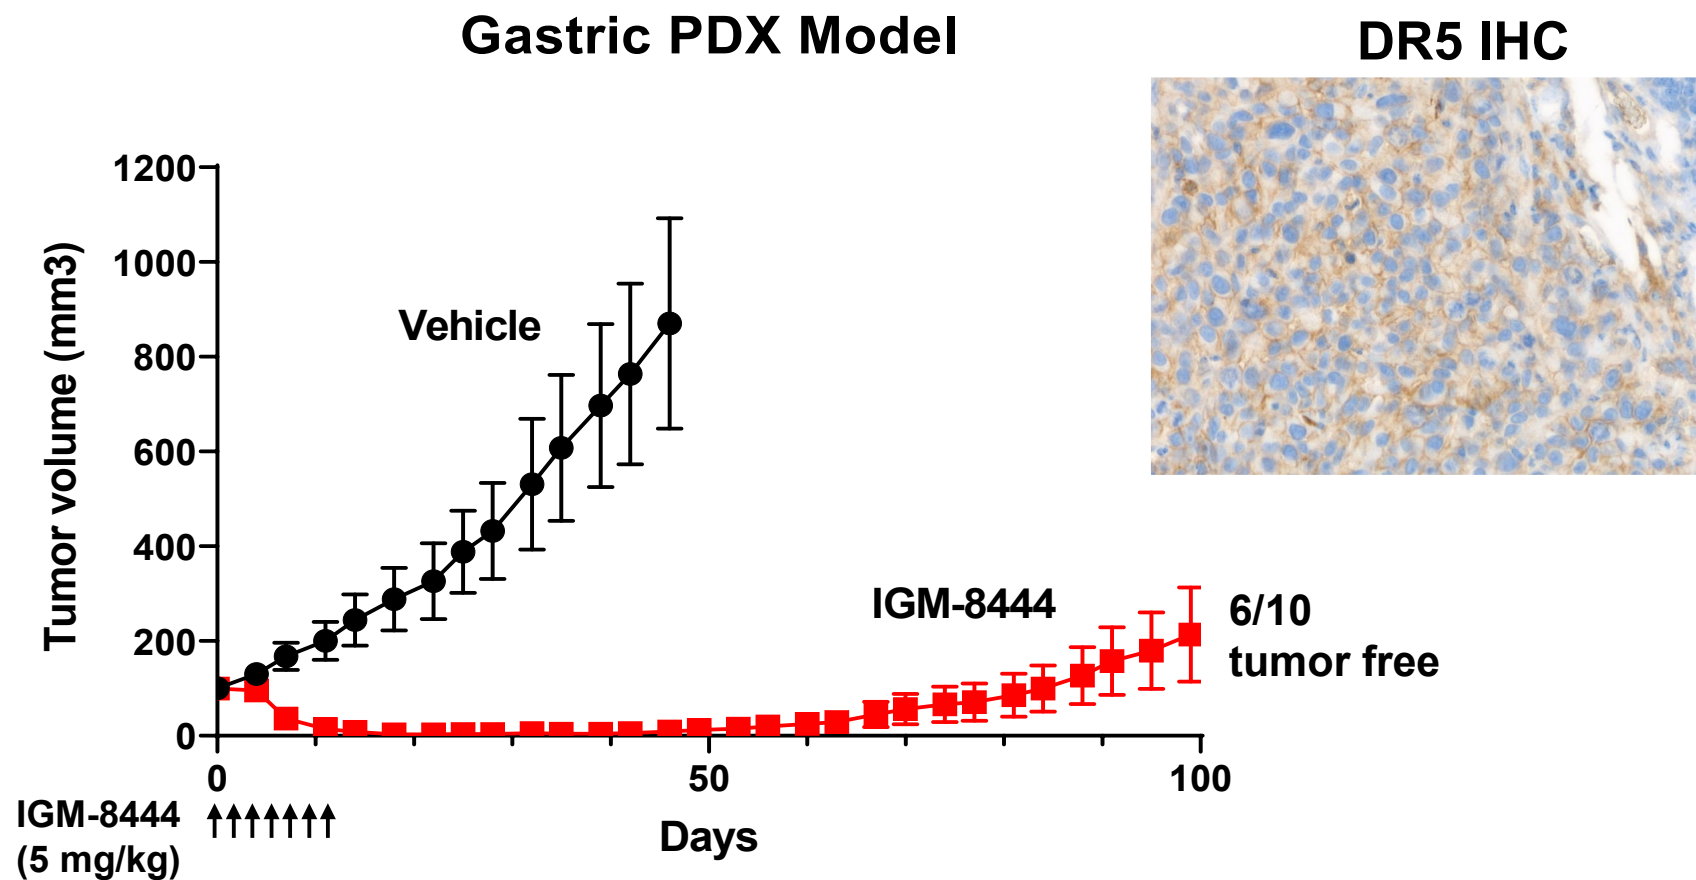 Gastric PDX Model
DR5 IHC
Tumor volume (mm3)
1200
1000
800
600
400
200
0
Vehicle
IGM-8444
6/10
tumor free
0
50
100
Days
IGM-8444
(5 mg/kg)